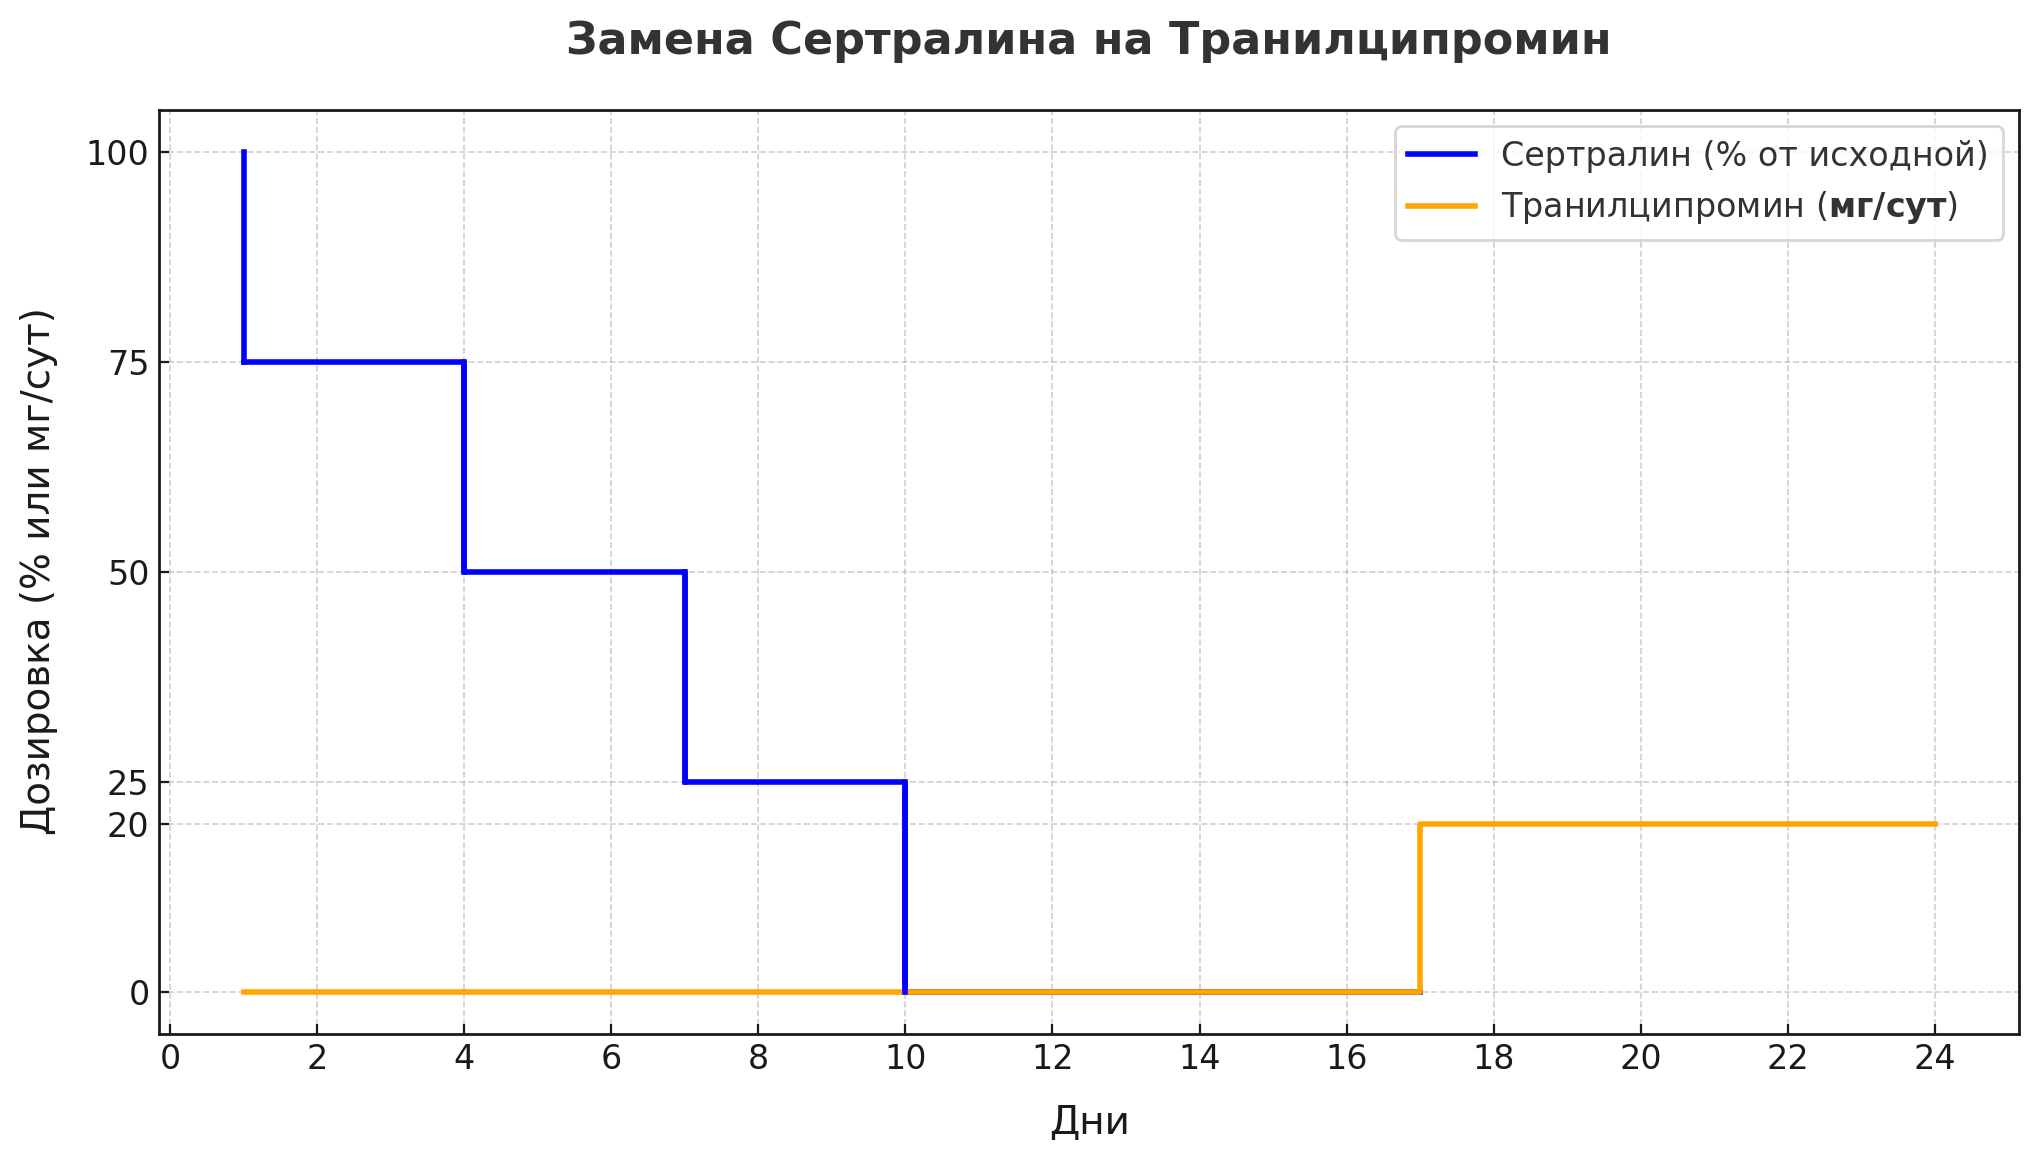 Замена Сертралина на Транилципромин
Сертралин (% от исходной)
Транилципромин (мг/сут)
Дозировка (% или мг/сут)
100
75
50
25
20
0
0 2 4 6 8 10 12 14 16 18 20 22 24
Дни